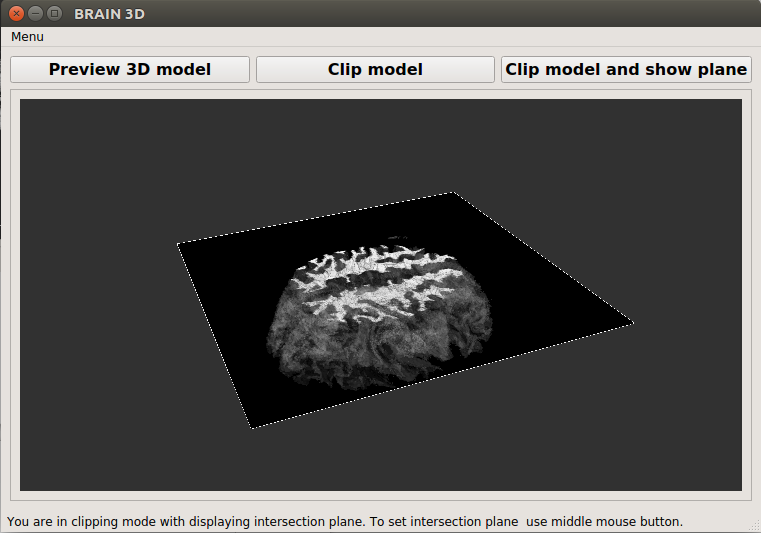 BRAIN 3D
Menu
Preview 3D model
Clip model
Clip model and show plane
You are in clipping mode with displaying intersection plane. To set intersection plane  use middle mouse button.